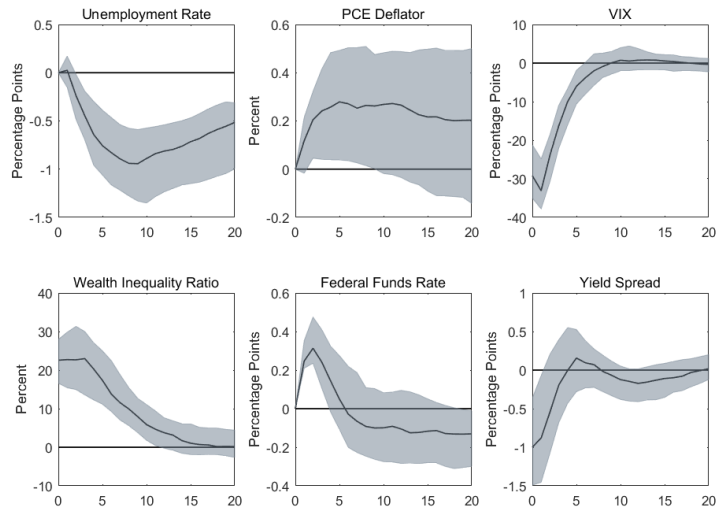 Unemployment Rate
Percentage Points
0.5
0
-0.5
-1
-1.5
0 5 10 15 20
PCE Deflator
Percent
0.6
0.4
0.2
0
-0.2
0 5 10 15 20
VIX
Percentage Points
10
0
-10
-20
-30
-40
0 5 10 15 20
Wealth Inequality Ratio
Percent
40
30
20
10
0
-10
0 5 10 15 20
Federal Funds Rate
Percentage Points
0.6
0.4
0.2
0
-0.2
-0.4
0 5 10 15 20
Yield Spread
Percentage Points
1
0.5
0
-0.5
-1
-1.5
0 5 10 15 20